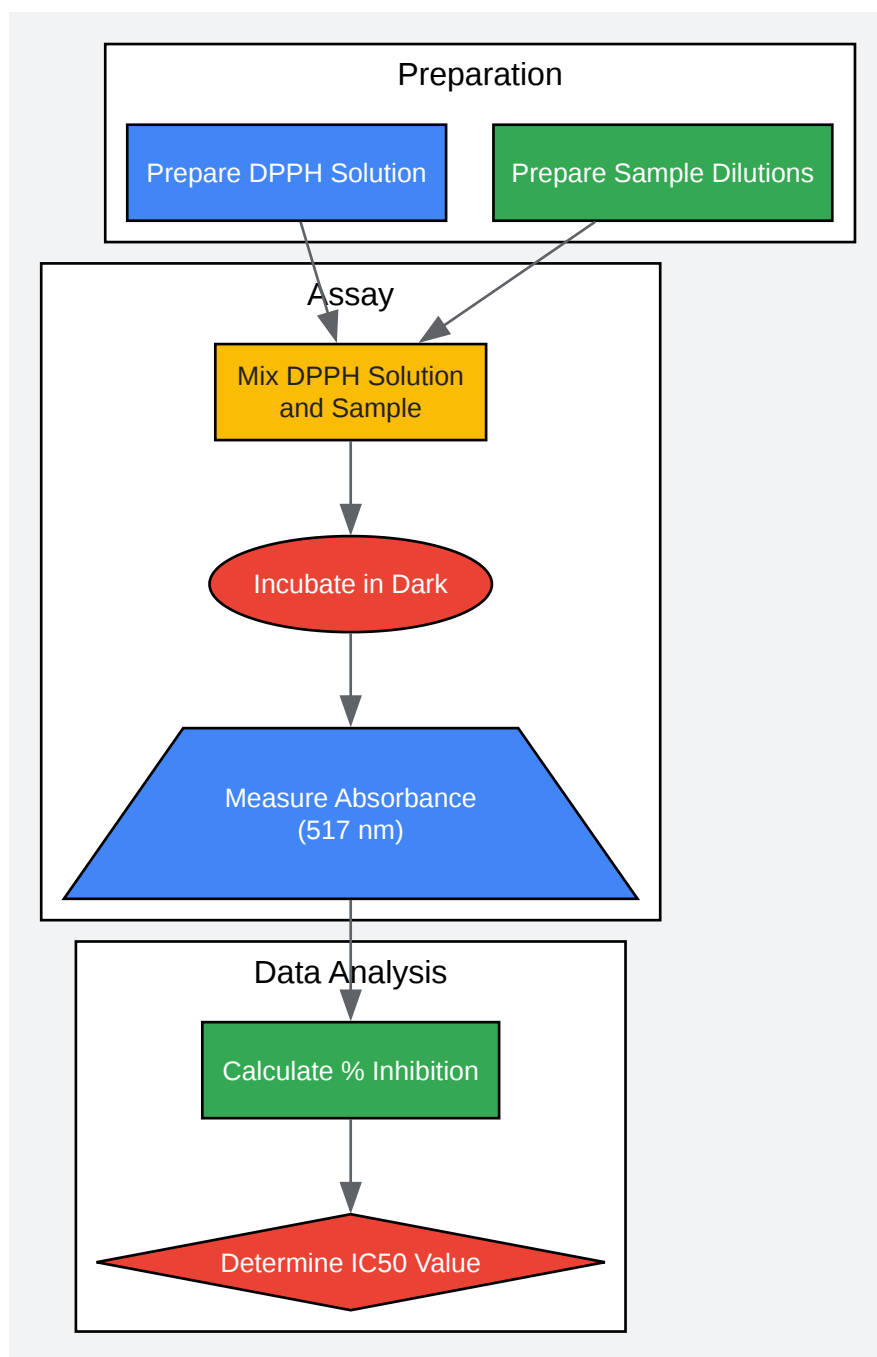 Preparation
Prepare DPPH Solution
Prepare Sample Dilutions
Assay
Mix DPPH Solution
and Sample
Incubate in Dark
Measure Absorbance
(517 nm)
Data Analysis
Calculate % Inhibition
Determine IC50 Value